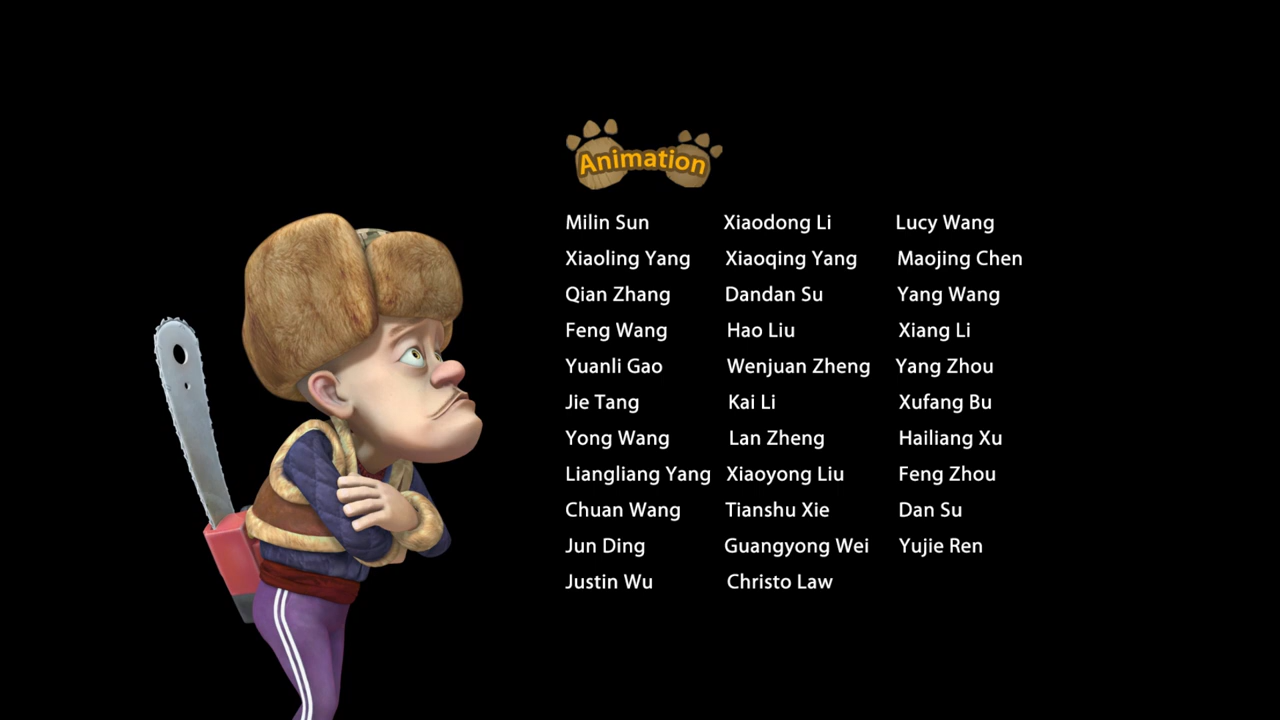 Animation
Milin Sun Xiaodong Li Lucy Wang
Xiaoling Yang Xiaoqing Yang Maojing Chen
Qian Zhang Dandan Su Yang Wang
Feng Wang Hao Liu Xiang Li
Yuanli Gao Wenjuan Zheng Yang Zhou
Jie Tang Kai Li Xufang Bu
Yong Wang Lan Zheng Hailiang Xu
Liangliang Yang Xiaoyong Liu Feng Zhou
Chuan Wang Tianshu Xie Dan Su
Jun Ding Guangyong Wei Yujie Ren
Justin Wu Christo Law